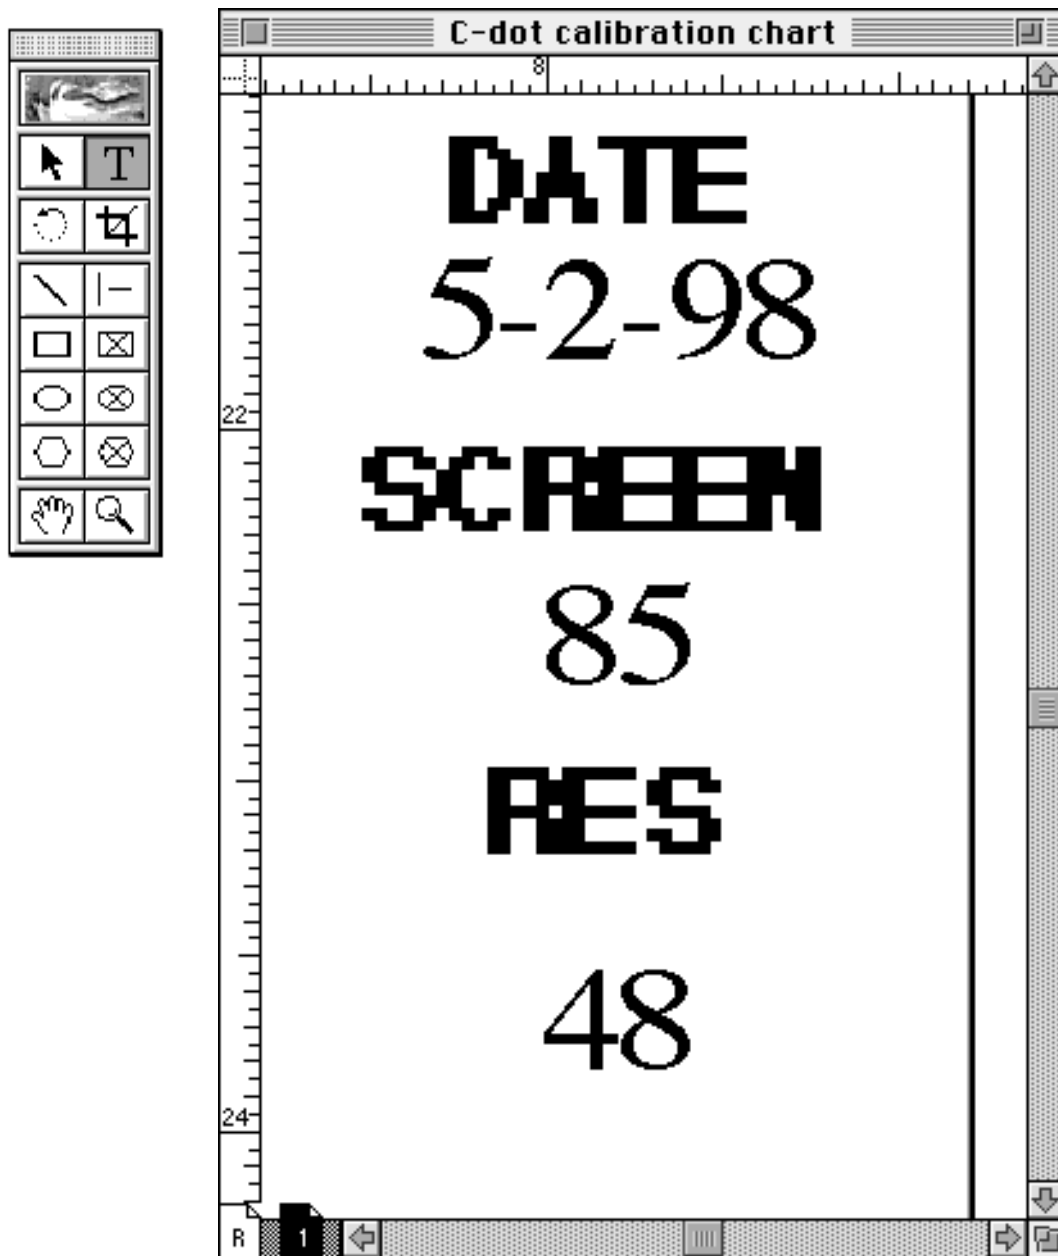 C-dot calibration chart
T
8
DATE
5-2-98
22
SCREEN
85
RES
48
24
R 1